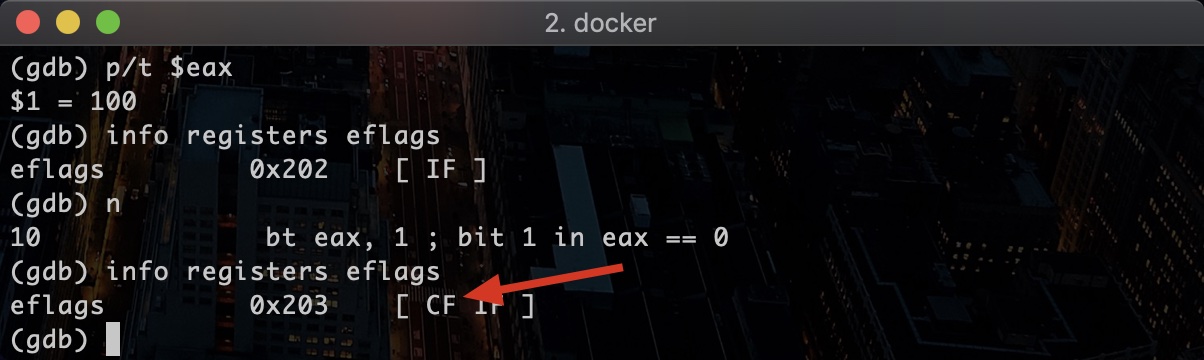 2. docker
(gdb) p/t $eax
$1 = 100
(gdb) info registers eflags
eflags         0x202    [ IF ]
(gdb) n
10              bt eax, 1 ; bit 1 in eax == 0
(gdb) info registers eflags
eflags         0x203    [ CF IF ]
(gdb)